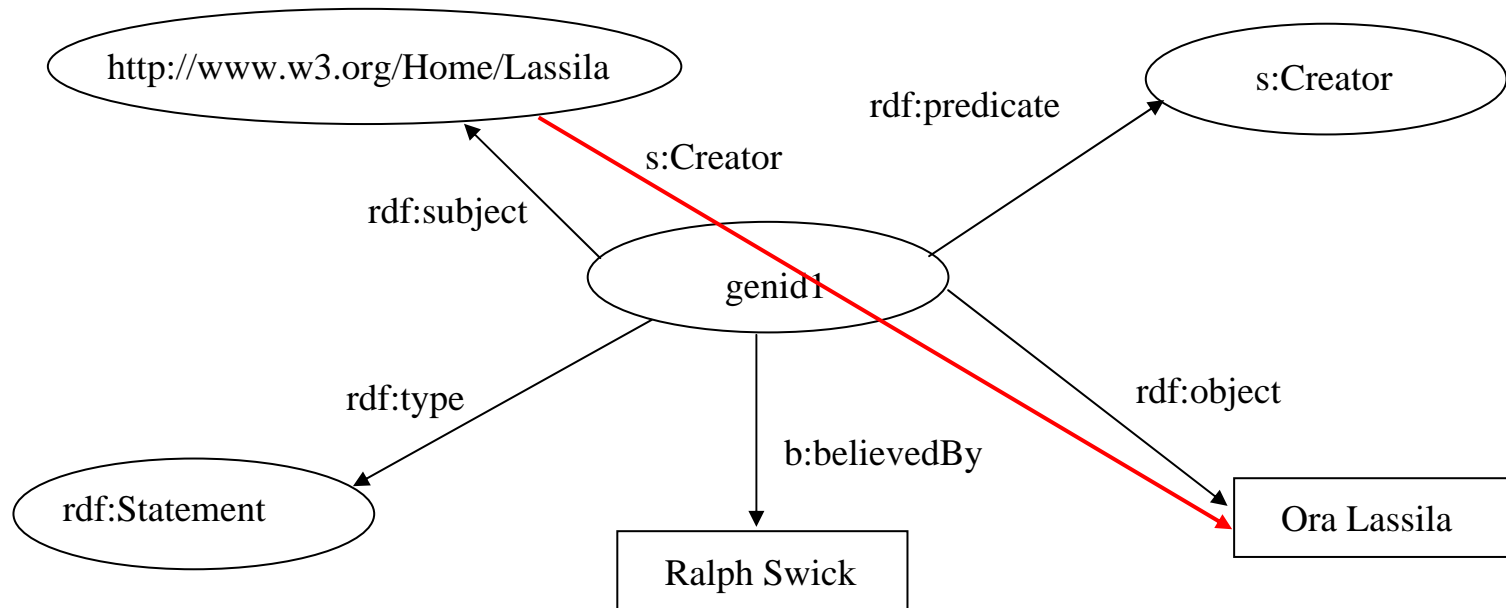 http://www.w3.org/Home/Lassila
s:Creator
rdf:predicate
s:Creator
rdf:subject
genid1
rdf:type
rdf:object
b:believedBy
rdf:Statement
Ora Lassila
Ralph Swick